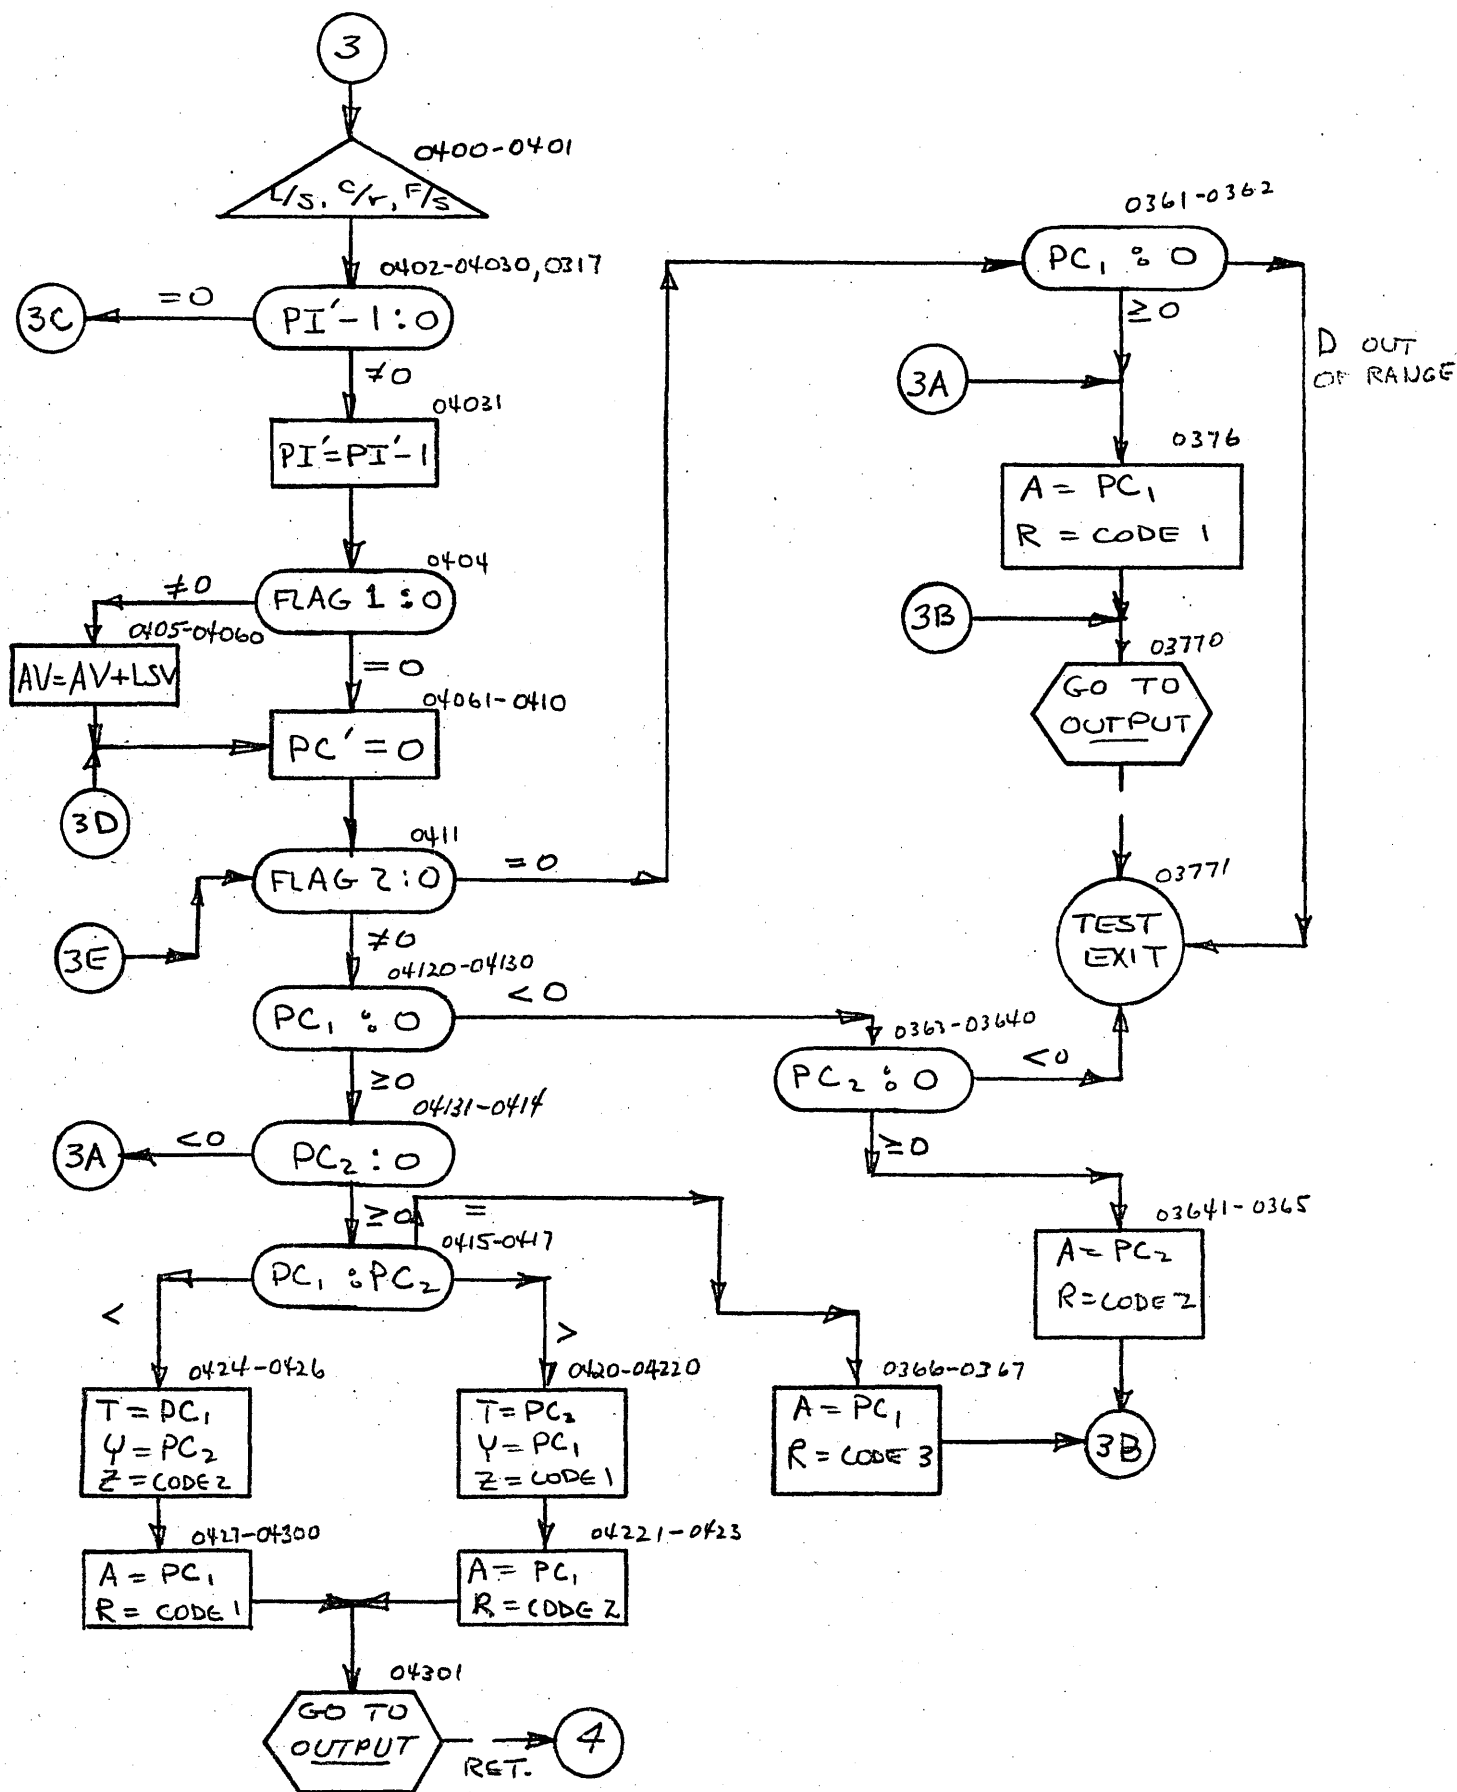 3
0400-0401
L/s, C/r, F/s
0402-04030, 0317
PI'-1:0
=0
3C
≠0
04031
PI'=PI'-1
0404
FLAG 1:0
≠0
0405-04060
AV=AV+LSV
=0
04061-0410
PC'=0
3D
0411
FLAG 2:0
=0
3E
≠0
04120-04130
PC₁:0
<0
≥0
04131-0414
PC₂:0
<0
3A
≥0
=
0415-0417
PC₁:PC₂
<
>
0424-0426
T=PC₁
Y=PC₂
Z=CODE 2
0420-04220
T=PC₂
Y=PC₁
Z=CODE 1
0427-04300
A=PC₁
R=CODE 1
04221-0423
A=PC₁
R=CODE 2
04301
GO TO
OUTPUT
RET.
4
0361-0362
PC₁:0
≥0
D OUT
OF RANGE
3A
0376
A=PC₁
R=CODE 1
3B
03770
GO TO
OUTPUT
03771
TEST
EXIT
0363-03640
PC₂:0
<0
≥0
03641-0365
A=PC₂
R=CODE 2
0366-0367
A=PC₁
R=CODE 3
3B